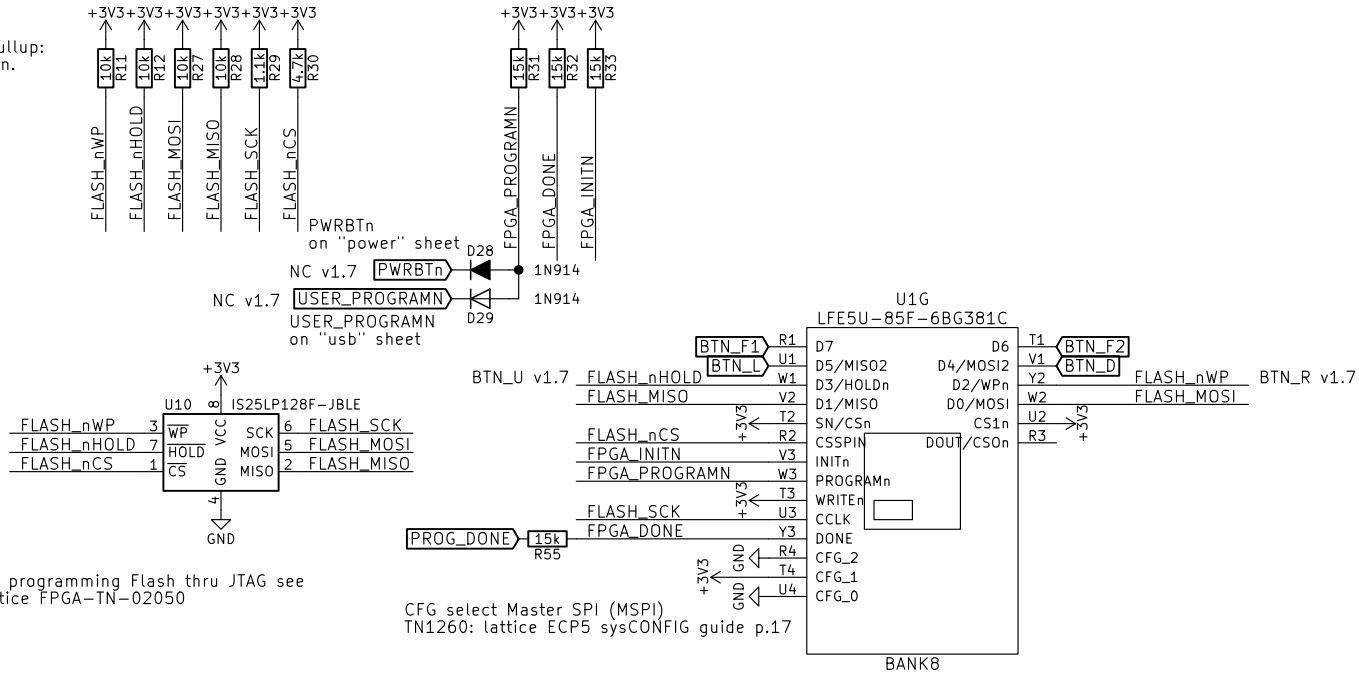 +3V3 +3V3 +3V3 +3V3 +3V3 +3V3 +3V3 +3V3 +3V3
ullup:
n.
10k R11
10k R12
10k R27
10k R28
1.1k R29
4.7k R30
15k R31
15k R32
15k R33
FLASH_nWP
FLASH_nHOLD
FLASH_MOSI
FLASH_MISO
FLASH_SCK
FLASH_nCS
FPGA_PROGRAMN
FPGA_DONE
FPGA_INITN
PWRBTn
on "power" sheet
D28
NC v1.7 PWRBTn 1N914
NC v1.7 USER_PROGRAMN 1N914
D29
USER_PROGRAMN
on "usb" sheet
U1G
LFE5U-85F-6BG381C
BTN_F1 R1 D7 D6 T1 BTN_F2
BTN_L U1 D5/MISO2 D4/MOSI2 V1 BTN_D
BTN_U v1.7 FLASH_nHOLD W1 D3/HOLDn D2/WPn Y2 FLASH_nWP BTN_R v1.7
FLASH_MISO V2 D1/MISO D0/MOSI W2 FLASH_MOSI
+3V3 T2 SN/CSn CS1n U2 +3V3
FLASH_nCS R2 CSSPIN DOUT/CSOn R3
FPGA_INITN V3 INITn
FPGA_PROGRAMN W3 PROGRAMn
+3V3 T3 WRITEn
FLASH_SCK U3 CCLK
PROG_DONE 15k FPGA_DONE Y3 DONE
R55
GND R4 CFG_2
+3V3 T4 CFG_1
GND U4 CFG_0
BANK8
+3V3
U10 8 IS25LP128F-JBLE
FLASH_nWP 3 WP VCC SCK 6 FLASH_SCK
FLASH_nHOLD 7 HOLD MOSI 5 FLASH_MOSI
FLASH_nCS 1 CS GND MISO 2 FLASH_MISO
4
GND
programming Flash thru JTAG see
tice FPGA-TN-02050
CFG select Master SPI (MSPI)
TN1260: lattice ECP5 sysCONFIG guide p.17